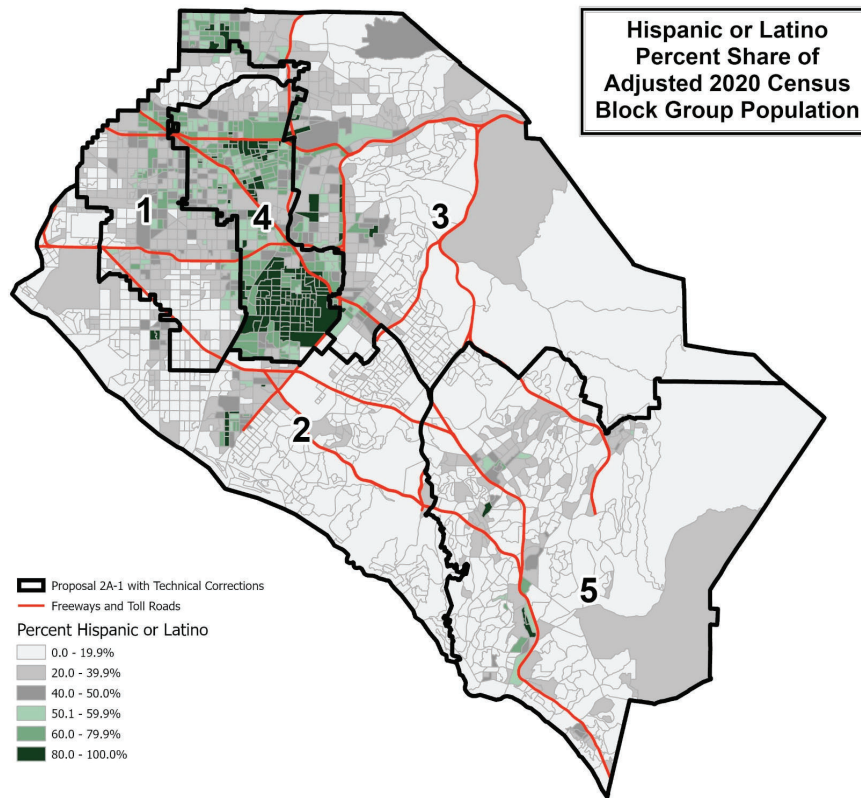 Hispanic or Latino
Percent Share of
Adjusted 2020 Census
Block Group Population
3
1
4
2
5
Proposal 2A-1 with Technical Corrections
Freeways and Toll Roads
Percent Hispanic or Latino
0.0 - 19.9%
20.0 - 39.9%
40.0 - 50.0%
50.1 - 59.9%
60.0 - 79.9%
80.0 - 100.0%